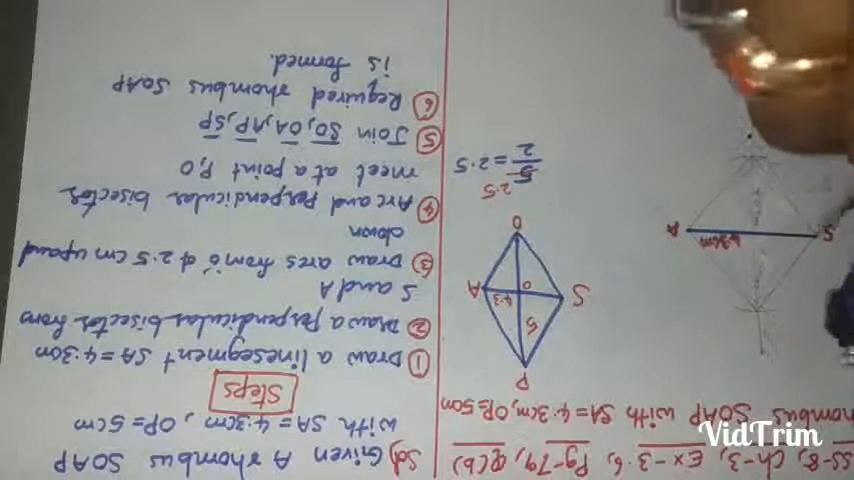 ss-8, Ch-3, Ex-3.6, Pg-79, Q(b)
hombus SOAP with SA=4.3cm, OP=5cm
P
S
A
5
o
4.3
O
2.5
5/2 = 2.5
S
A
4.3cm
Sol) Given A rhombus SOAP
with SA=4.3cm, OP=5cm
Steps
① Draw a linesegment SA=4.3cm
② Draw a perpendicular bisector from
S and A
③ Draw arcs from 'o' of 2.5cm up and
down
④ Arc and perpendicular bisector
meet at a point P,O
⑤ Join SO, OA, AP, SP
⑥ Required rhombus SOAP
is formed.
VidTrim